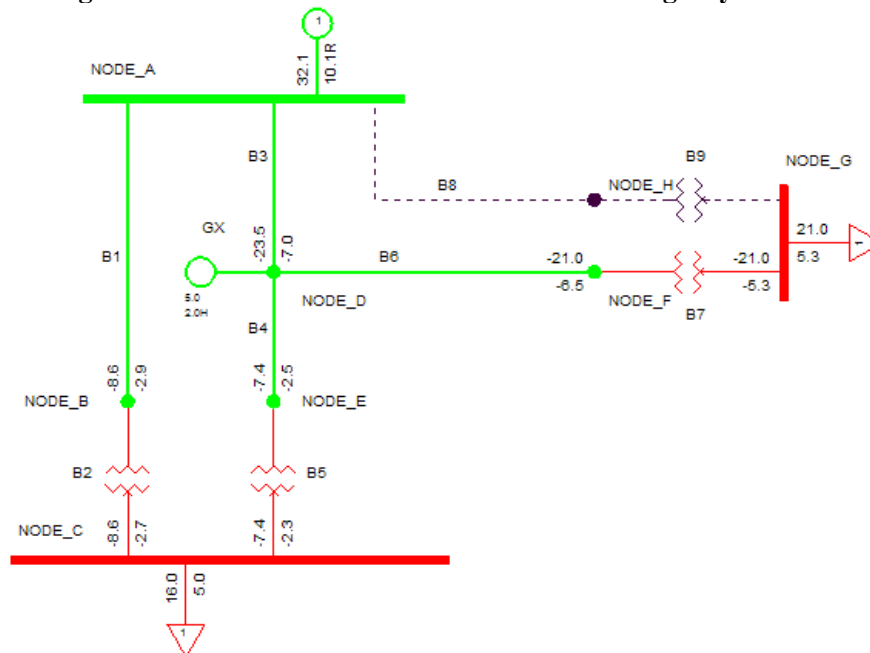 1
32.1
10.1R
NODE_A
B3
B9
NODE_G
B8
NODE_H
GX
-23.5
-7.0
21.0
5.3
1
B1
B6
-21.0
-6.5
-21.0
-5.3
5.0
2.0H
NODE_D
NODE_F
B7
B4
-8.6
-2.9
-7.4
-2.5
NODE_B
NODE_E
B2
B5
NODE_C
-8.6
-2.7
-7.4
-2.3
16.0
5.0
1